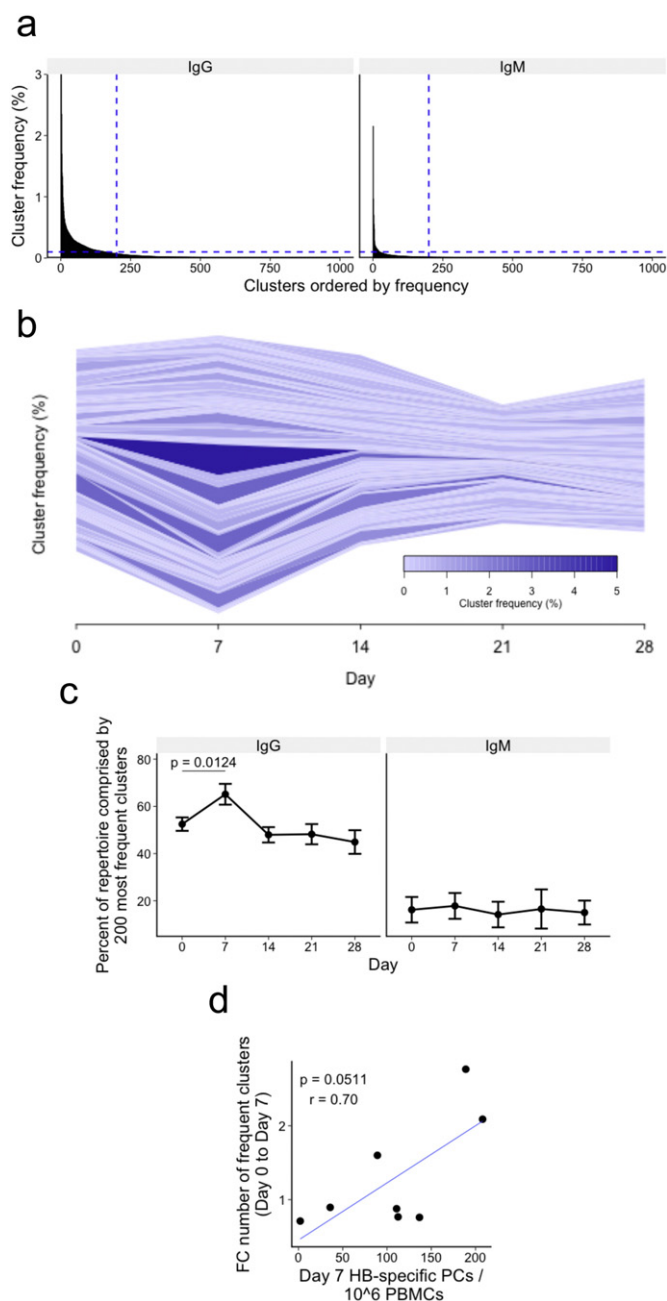 a
IgG
IgM
Cluster frequency (%)
3
2
1
0
0 250 500 750 1000
0 250 500 750 1000
Clusters ordered by frequency
b
Cluster frequency (%)
0 1 2 3 4 5
Cluster frequency (%)
0 7 14 21 28
Day
c
IgG
IgM
Percent of repertoire comprised by
200 most frequent clusters
p = 0.0124
80
60
40
20
0 7 14 21 28
0 7 14 21 28
Day
d
FC number of frequent clusters
(Day 0 to Day 7)
p = 0.0511
r = 0.70
2
1
0 50 100 150 200
Day 7 HB-specific PCs /
10^6 PBMCs